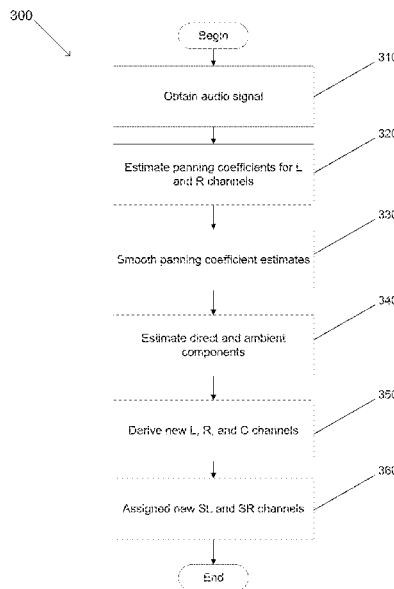 300
Begin
310
Obtain audio signal
320
Estimate panning coefficients for L
and R channels
330
Smooth panning coefficient estimates
340
Estimate direct and ambient
components
350
Derive new L, R, and C channels
360
Assigned new SL and SR channels
End